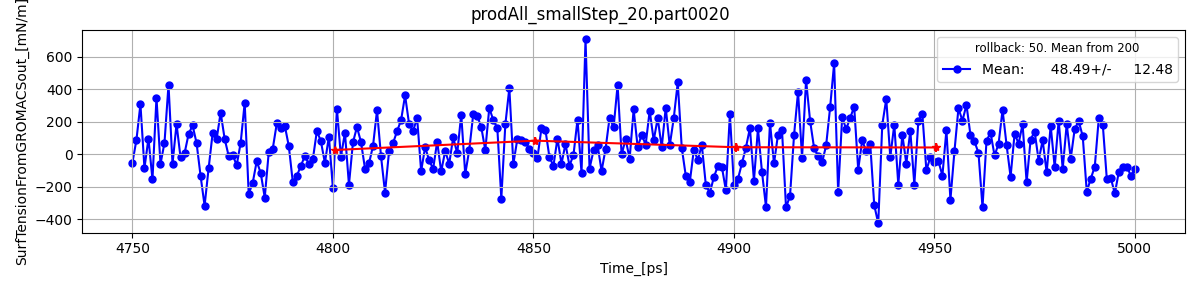 prodAll_smallStep_20.part0020
SurfTensionFromGROMACSout_[mN/m]
600
400
200
0
−200
−400
rollback: 50. Mean from 200
Mean: 48.49+/- 12.48
4750 4800 4850 4900 4950 5000
Time_[ps]